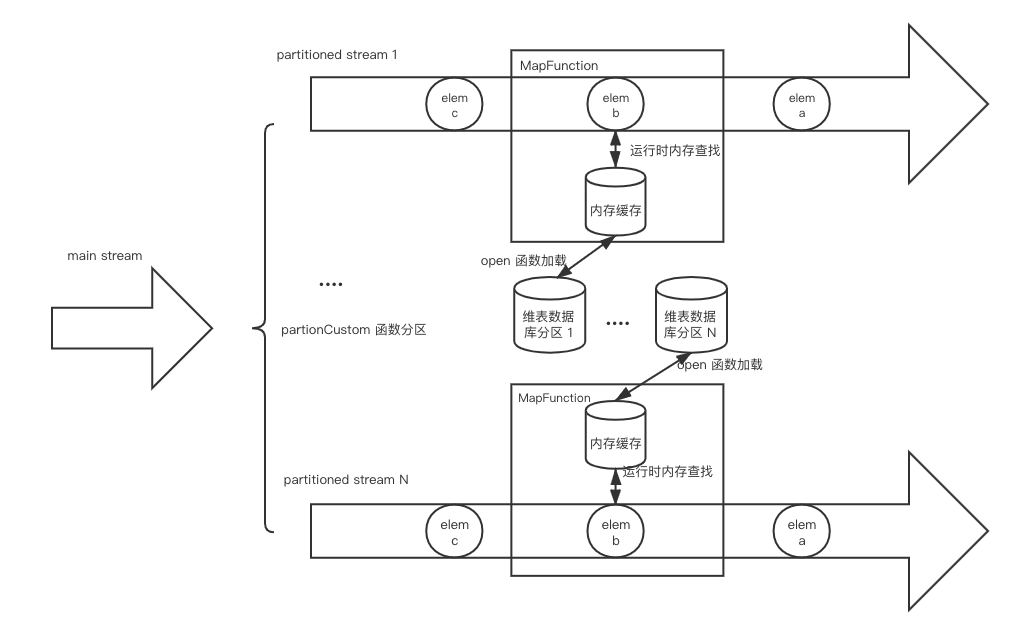 partitioned stream 1
MapFunction
elem
c
elem
b
elem
a
运行时内存查找
内存缓存
main stream
open 函数加载
....
partionCustom 函数分区
维表数据
库分区 1
....
维表数据
库分区 N
open 函数加载
MapFunction
内存缓存
运行时内存查找
partitioned stream N
elem
c
elem
b
elem
a